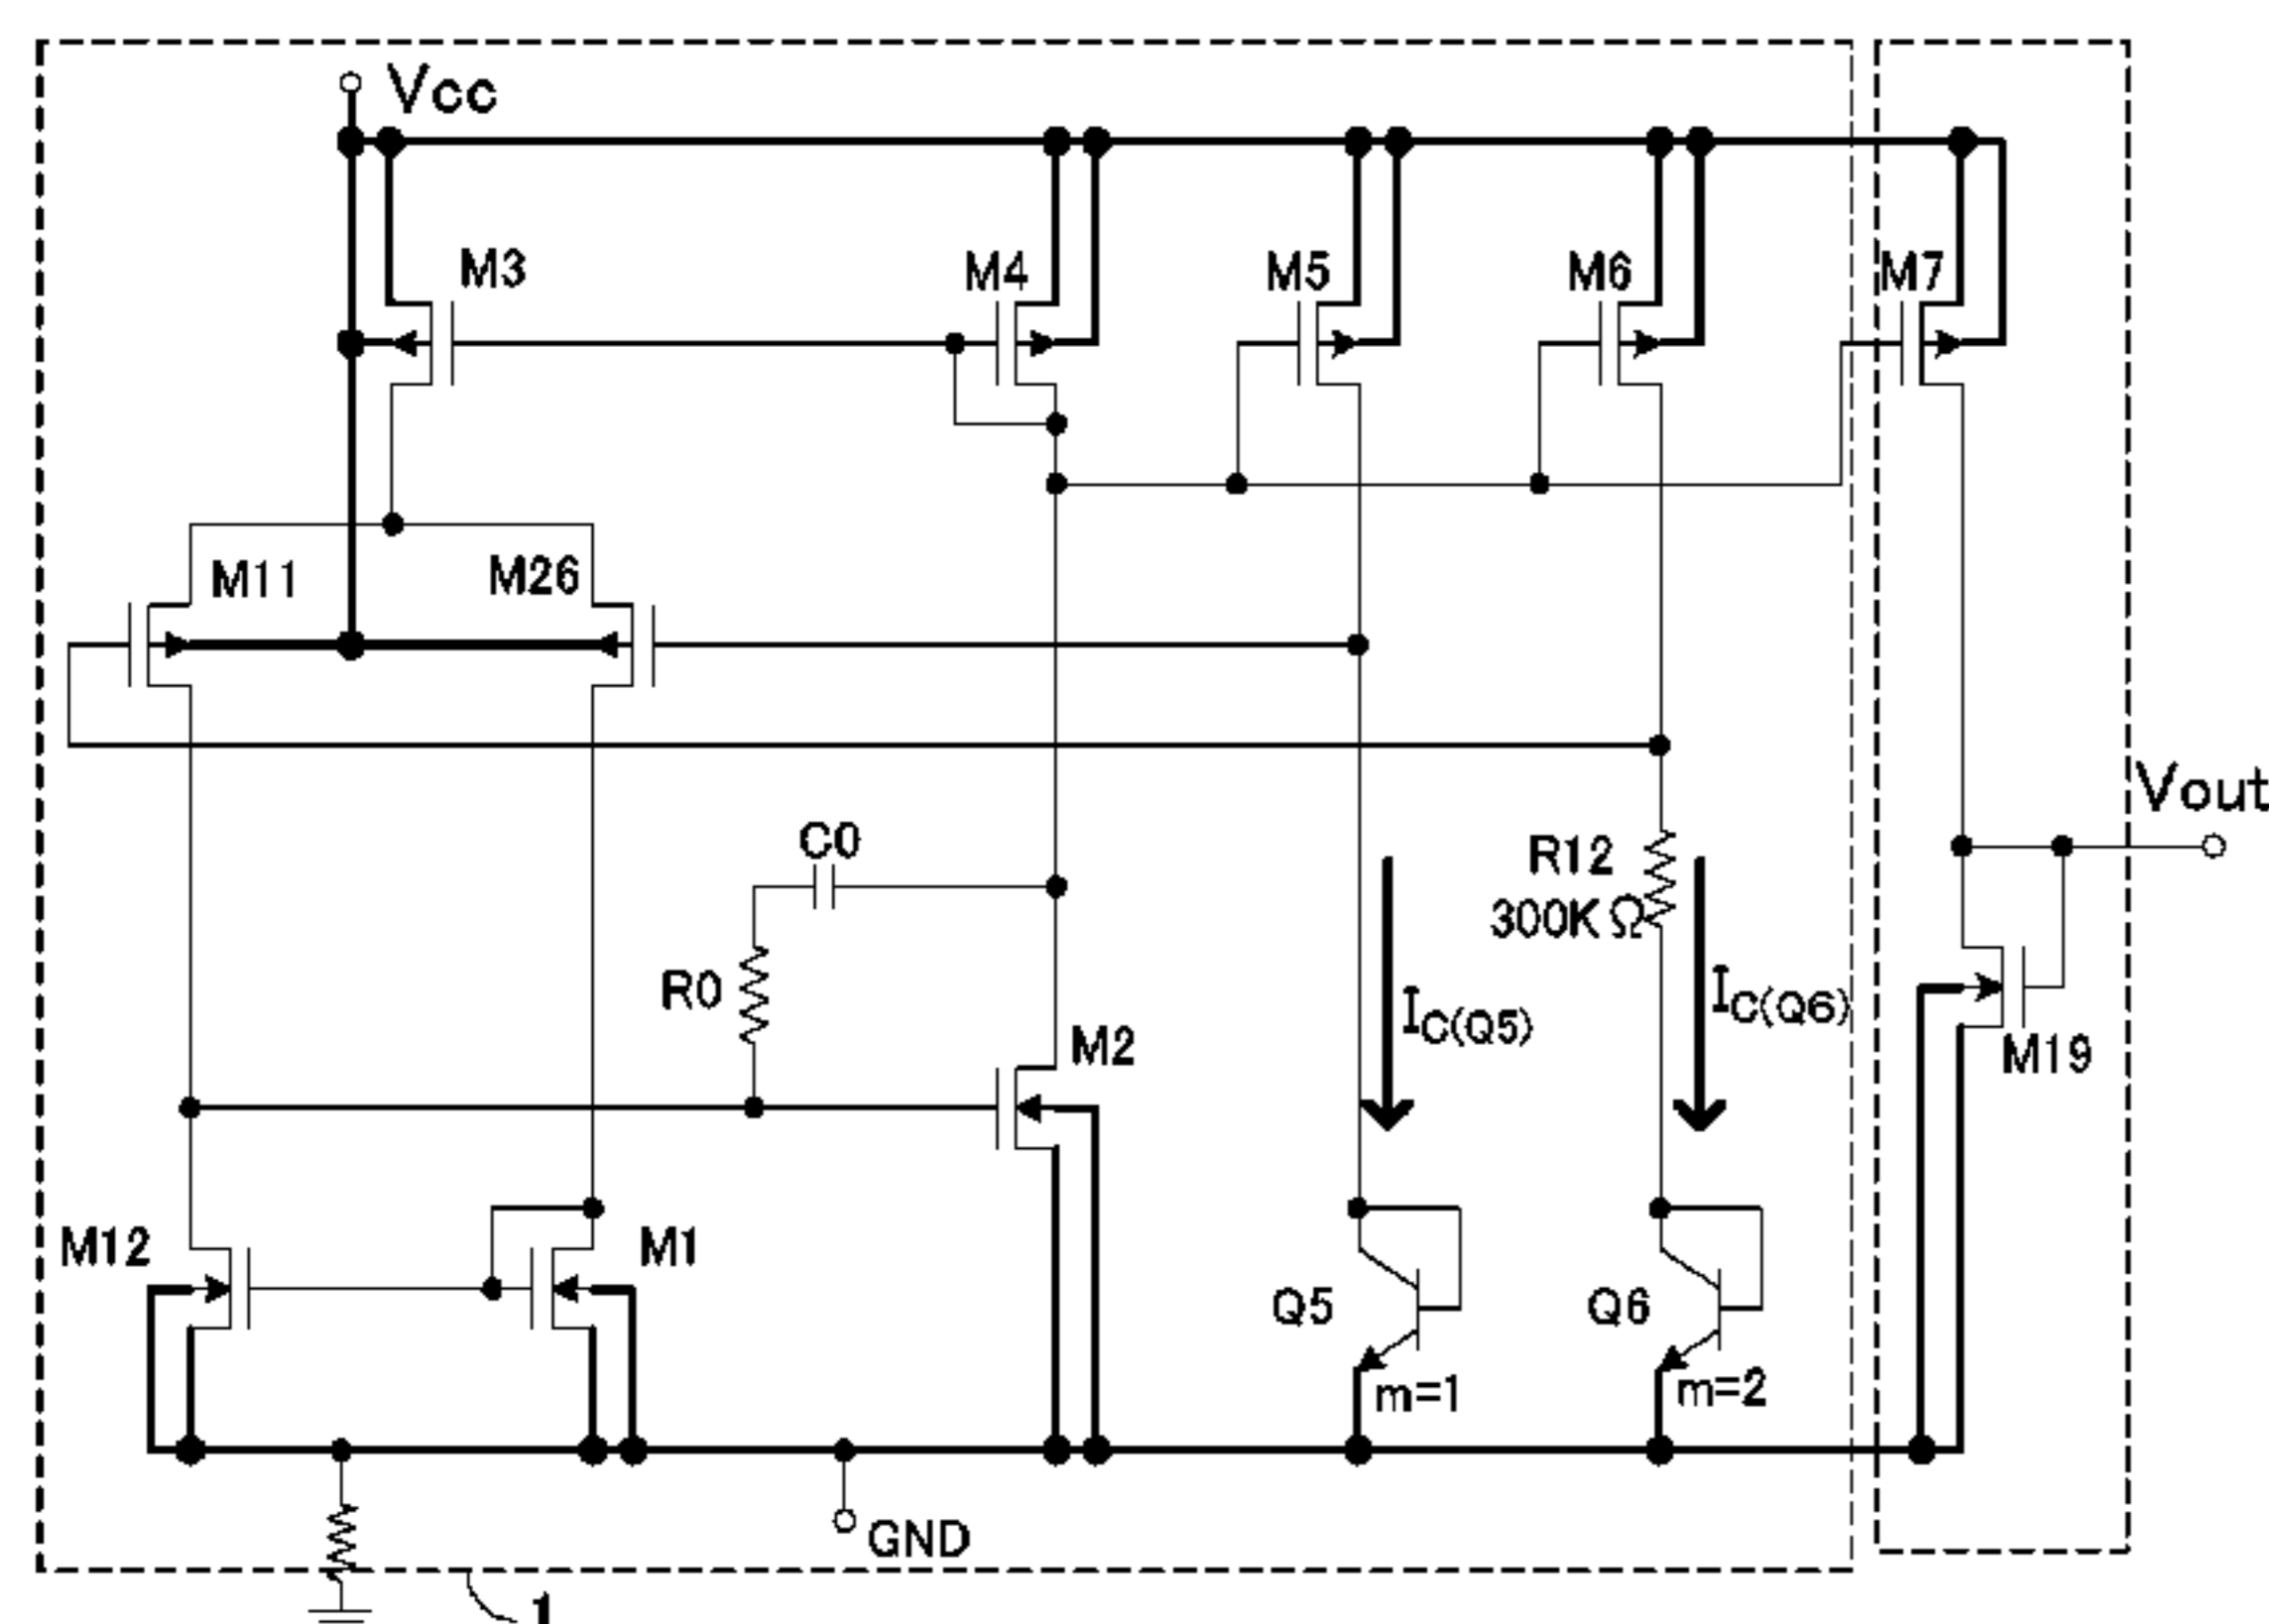 Vcc
M3
M4
M5
M6
M7
M11
M26
Vout
C0
R12
300KΩ
R0
IC(Q5)
IC(Q6)
M2
M19
M12
M1
Q5
Q6
m=1
m=2
GND
1